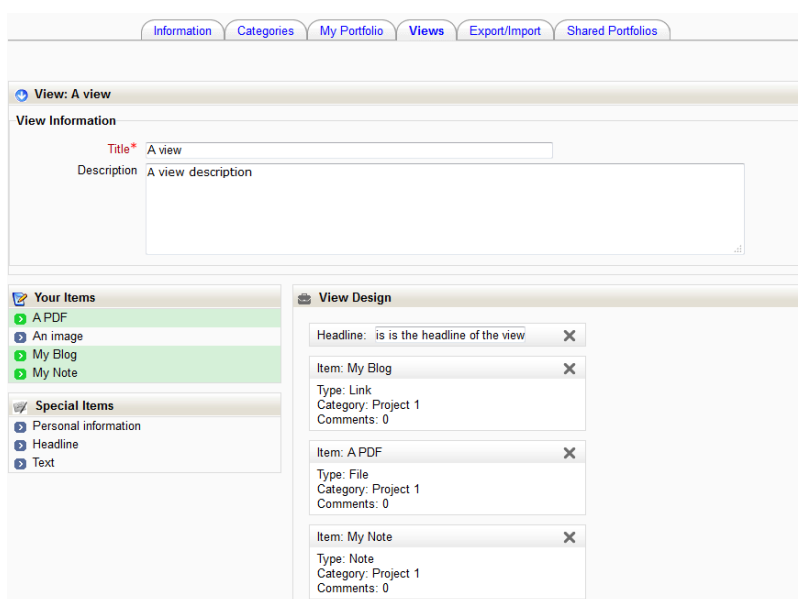 Information Categories My Portfolio Views Export/Import Shared Portfolios
View: A view
View Information
Title* A view
Description A view description
Your Items
A PDF
An image
My Blog
My Note
Special Items
Personal information
Headline
Text
View Design
Headline: is is the headline of the view
Item: My Blog
Type: Link
Category: Project 1
Comments: 0
Item: A PDF
Type: File
Category: Project 1
Comments: 0
Item: My Note
Type: Note
Category: Project 1
Comments: 0